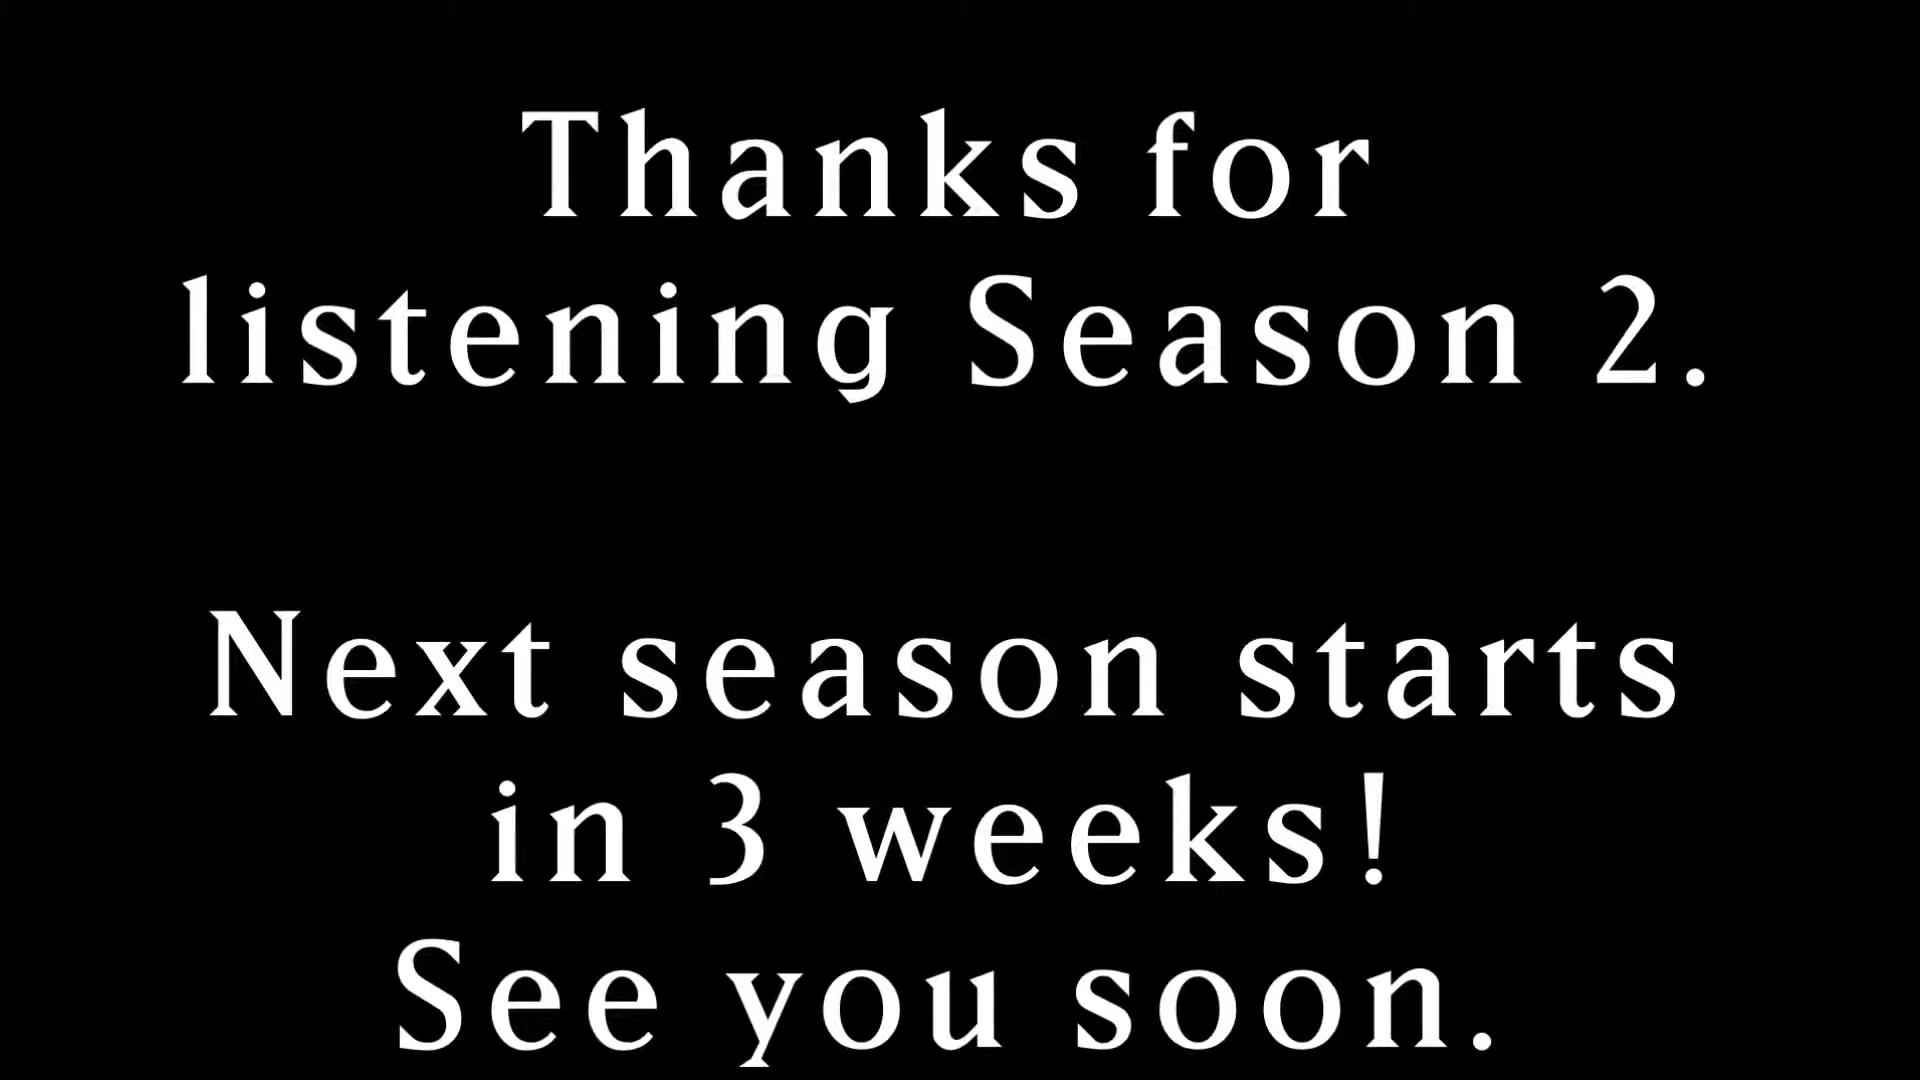 Thanks for
listening Season 2.
Next season starts
in 3 weeks!
See you soon.